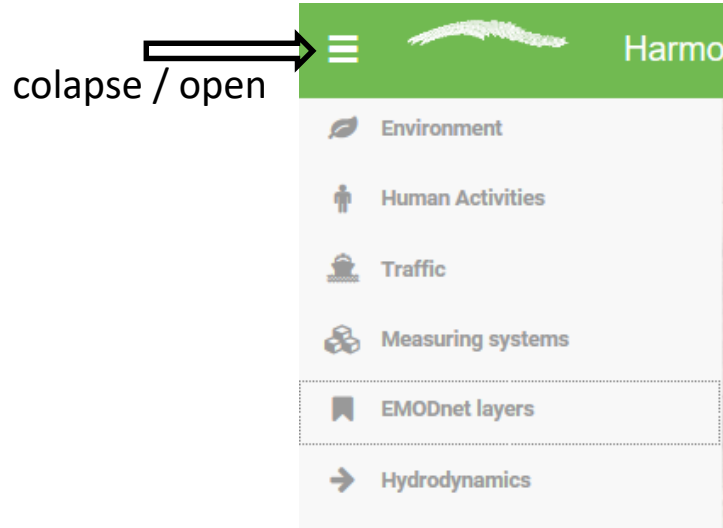 Harmo
colapse / open
Environment
Human Activities
Traffic
Measuring systems
EMODnet layers
Hydrodynamics